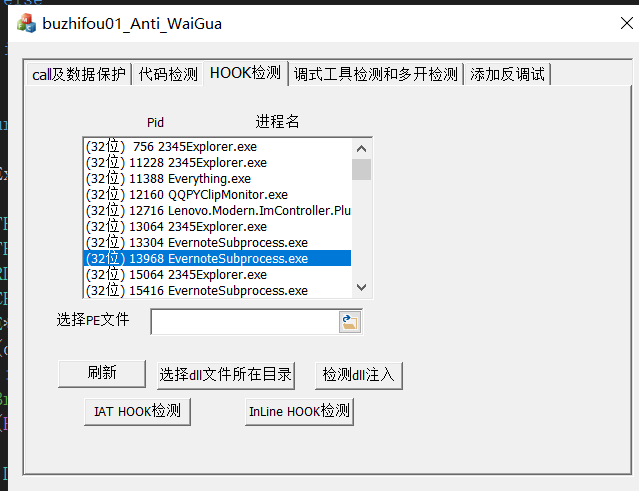 buzhifou01_Anti_WaiGua
call及数据保护 代码检测 HOOK检测 调式工具检测和多开检测 添加反调试
Pid 进程名
(32位) 756 2345Explorer.exe
(32位) 11228 2345Explorer.exe
(32位) 11388 Everything.exe
(32位) 12160 QQPYClipMonitor.exe
(32位) 12716 Lenovo.Modern.ImController.Plu
(32位) 13064 2345Explorer.exe
(32位) 13304 EvernoteSubprocess.exe
(32位) 13968 EvernoteSubprocess.exe
(32位) 15064 2345Explorer.exe
(32位) 15416 EvernoteSubprocess.exe
选择PE文件
刷新 选择dll文件所在目录 检测dll注入
IAT HOOK检测 InLine HOOK检测